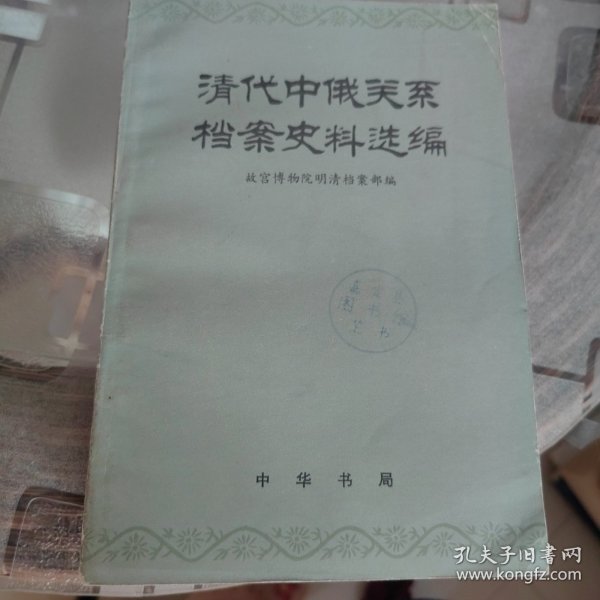 清代中俄关系
档案史料选编
故宫博物院明清档案部编
中华书局
孔夫子旧书网
www.kongfz.com